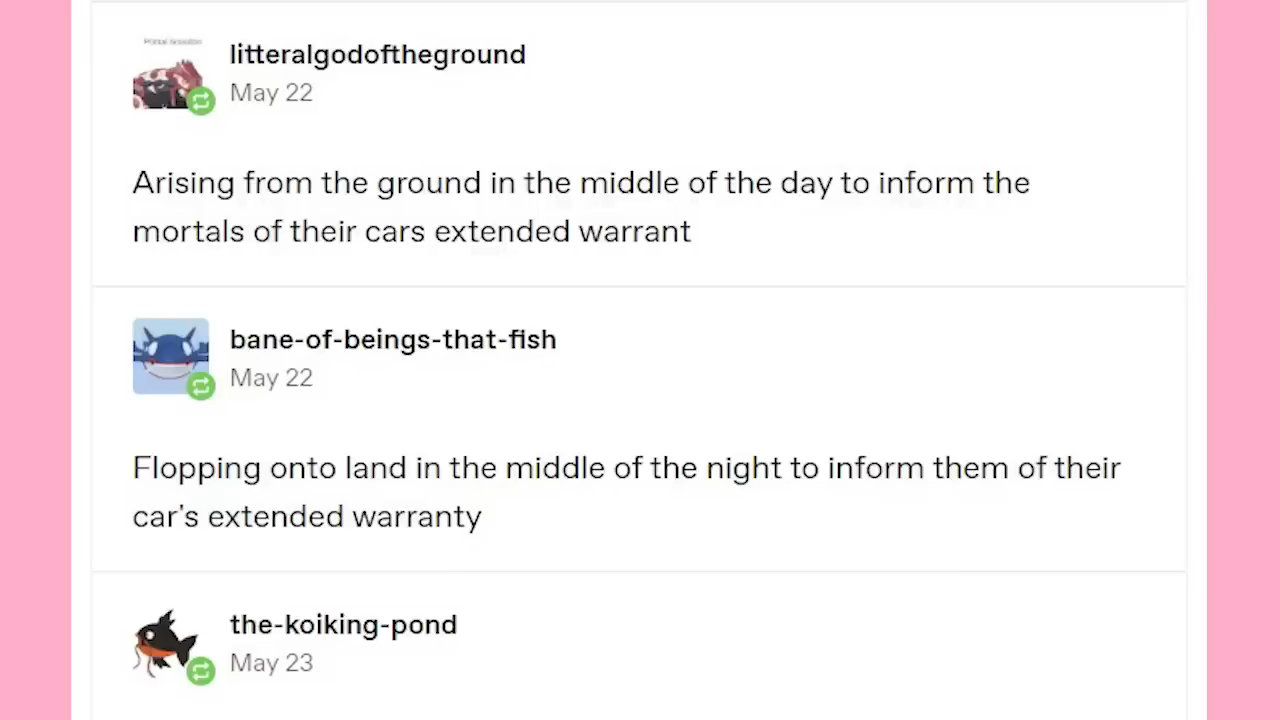 litteralgodoftheground
May 22
Arising from the ground in the middle of the day to inform the
mortals of their cars extended warrant
bane-of-beings-that-fish
May 22
Flopping onto land in the middle of the night to inform them of their
car's extended warranty
the-koiking-pond
May 23